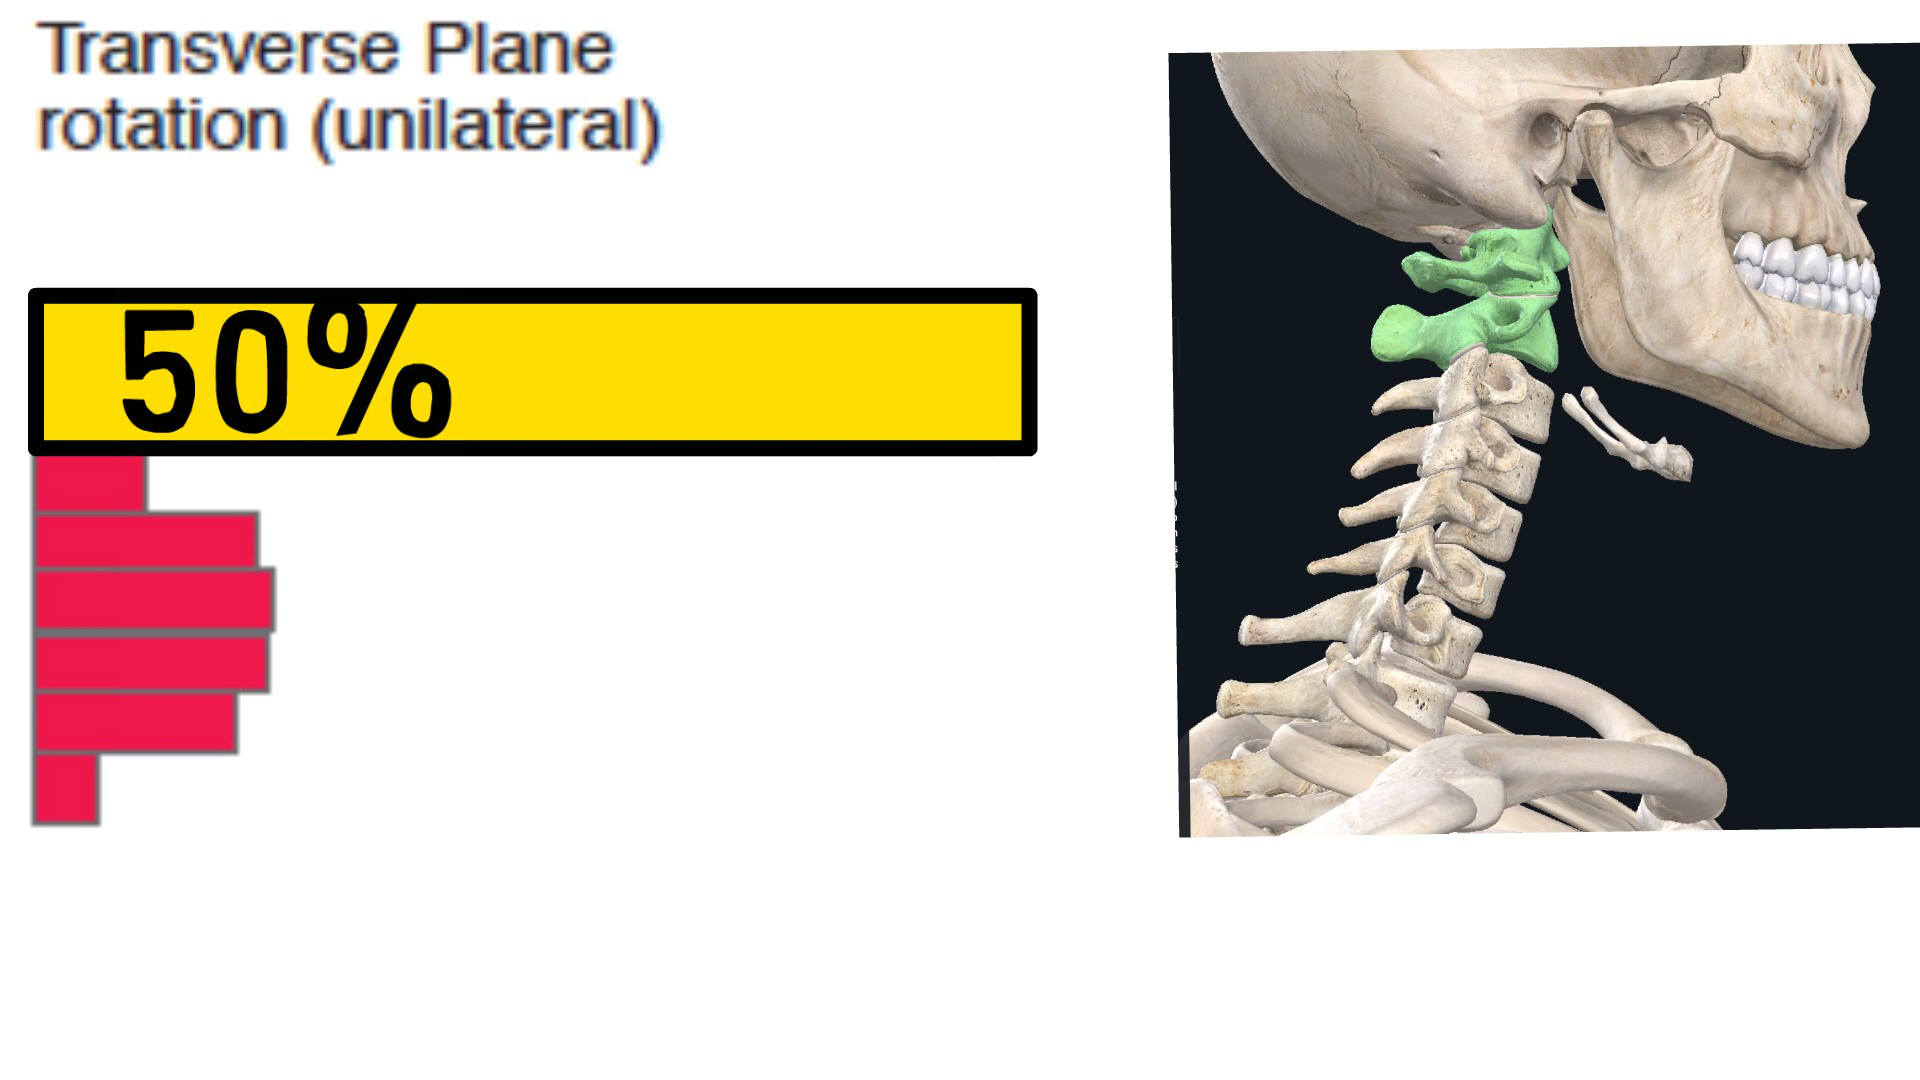 Transverse Plane
rotation (unilateral)
50%